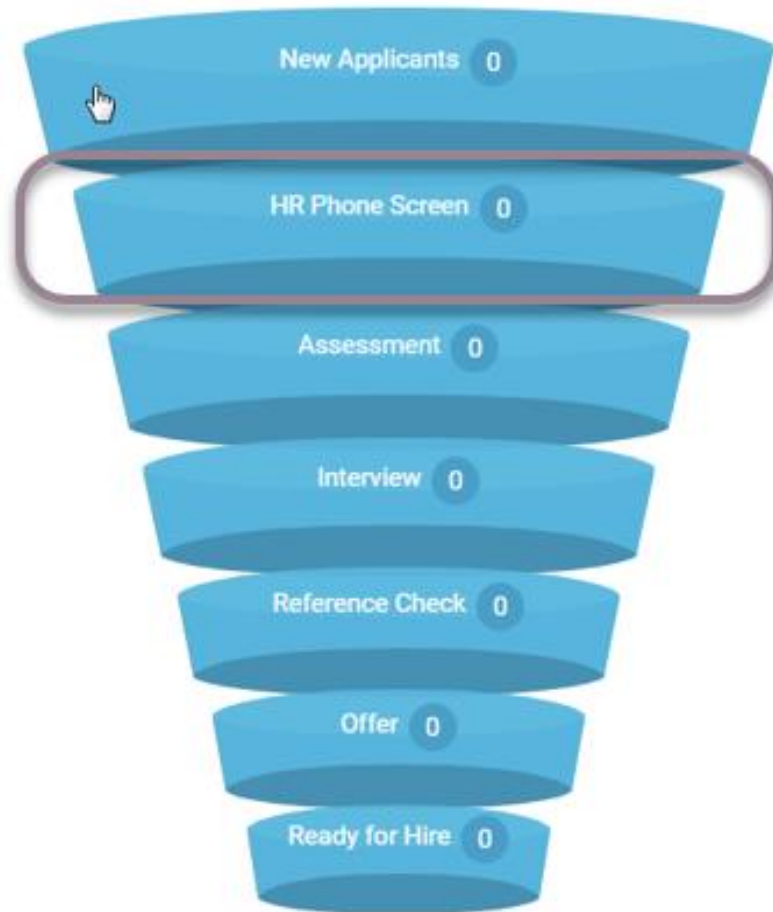 New Applicants 0
HR Phone Screen 0
Assessment 0
Interview 0
Reference Check 0
Offer 0
Ready for Hire 0